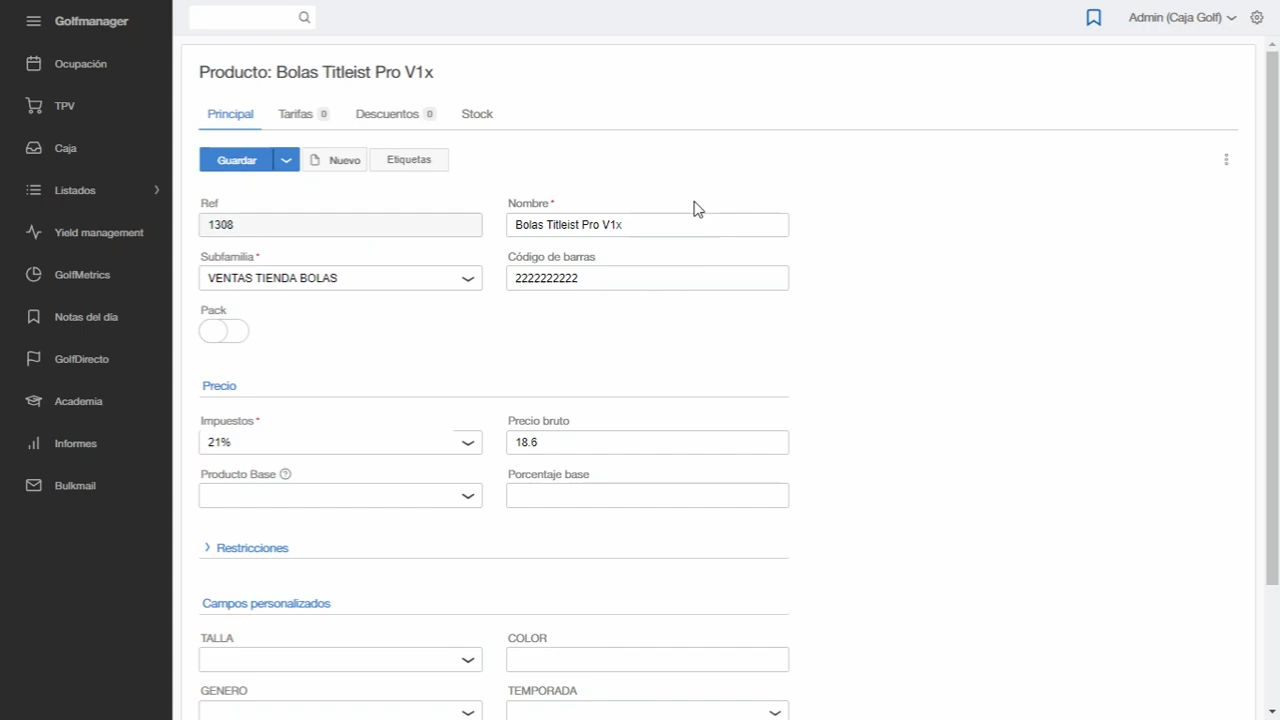 Golfmanager
Admin (Caja Golf)
Ocupación
TPV
Caja
Listados
Yield management
GolfMetrics
Notas del día
GolfDirecto
Academia
Informes
Bulkmail
Producto: Bolas Titleist Pro V1x
Principal Tarifas 0 Descuentos 0 Stock
Guardar Nuevo Etiquetas
Ref Nombre *
1308 Bolas Titleist Pro V1x
Subfamilia * Código de barras
VENTAS TIENDA BOLAS 2222222222
Pack
Precio
Impuestos * Precio bruto
21% 18.6
Producto Base ? Porcentaje base
Restricciones
Campos personalizados
TALLA COLOR
GENERO TEMPORADA